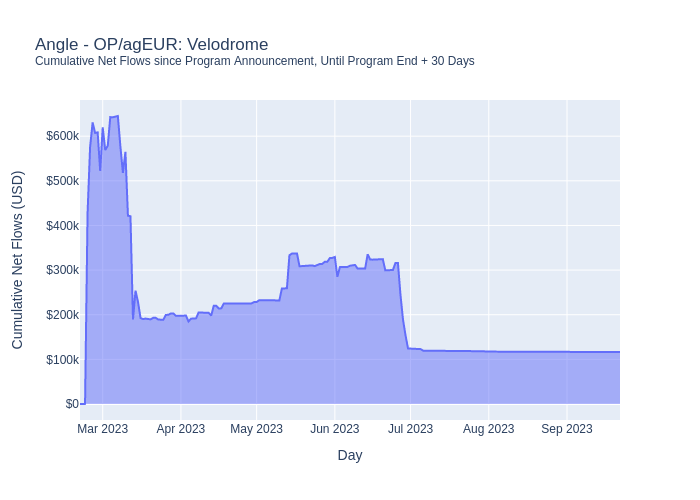 Angle - OP/agEUR: Velodrome
Cumulative Net Flows since Program Announcement, Until Program End + 30 Days
Cumulative Net Flows (USD)
$600k
$500k
$400k
$300k
$200k
$100k
$0
Mar 2023 Apr 2023 May 2023 Jun 2023 Jul 2023 Aug 2023 Sep 2023
Day